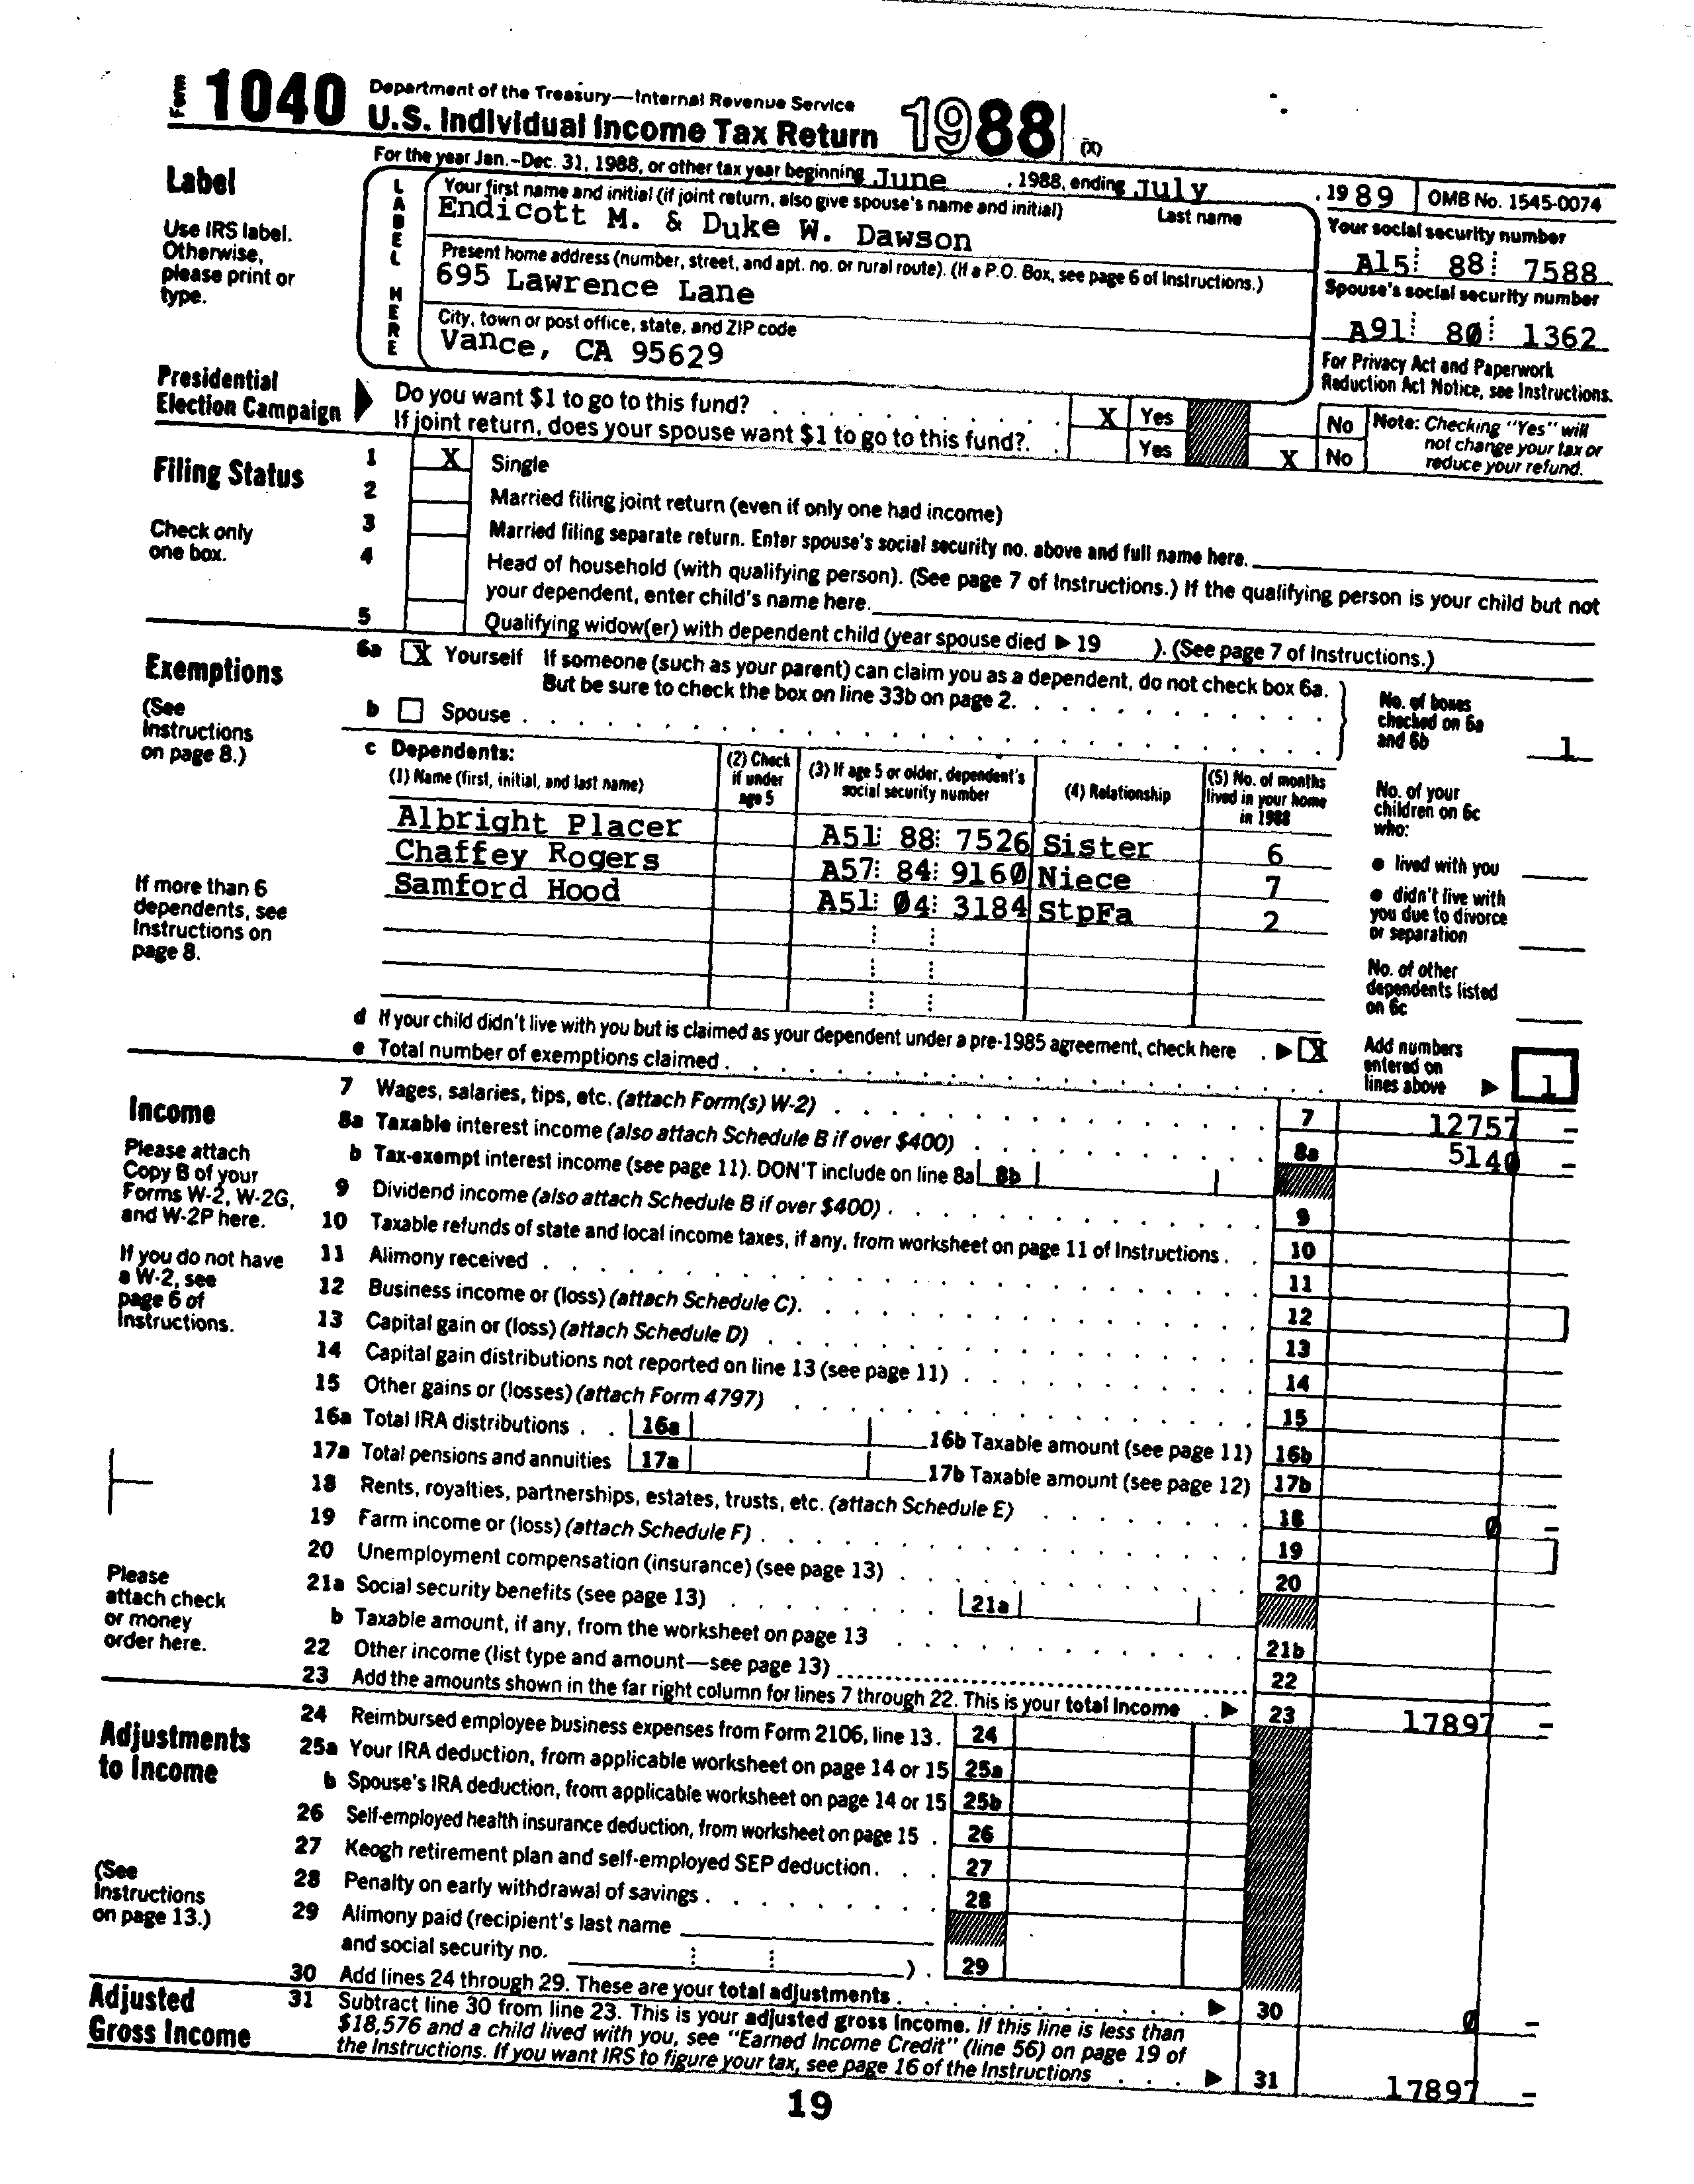 Form 1040 Department of the Treasury—Internal Revenue Service
U.S. Individual Income Tax Return 1988 (X)
For the year Jan.–Dec. 31, 1988, or other tax year beginning June , 1988, ending July , 1989 OMB No. 1545-0074
Label
Use IRS label.
Otherwise,
please print or
type.
LABEL HERE
Your first name and initial (if joint return, also give spouse's name and initial) Last name
Endicott M. & Duke W. Dawson
Your social security number
A15 88 7588
Present home address (number, street, and apt. no. or rural route). (If a P.O. Box, see page 6 of Instructions.)
695 Lawrence Lane
Spouse's social security number
A91 80 1362
City, town or post office, state, and ZIP code
Vance, CA 95629
For Privacy Act and Paperwork
Reduction Act Notice, see Instructions.
Presidential
Election Campaign
Do you want $1 to go to this fund? X Yes No
If joint return, does your spouse want $1 to go to this fund? Yes X No
Note: Checking "Yes" will
not change your tax or
reduce your refund.
Filing Status
Check only
one box.
1 X Single
2 Married filing joint return (even if only one had income)
3 Married filing separate return. Enter spouse's social security no. above and full name here.
4 Head of household (with qualifying person). (See page 7 of Instructions.) If the qualifying person is your child but not
your dependent, enter child's name here.
5 Qualifying widow(er) with dependent child (year spouse died ▶ 19 ). (See page 7 of Instructions.)
Exemptions
(See
Instructions
on page 8.)
6a X Yourself If someone (such as your parent) can claim you as a dependent, do not check box 6a.
But be sure to check the box on line 33b on page 2.
b Spouse
No. of boxes
checked on 6a
and 6b 1
c Dependents:
(1) Name (first, initial, and last name)
(2) Check
if under
age 5
(3) If age 5 or older, dependent's
social security number
(4) Relationship
(5) No. of months
lived in your home
in 1988
Albright Placer A51 88 7526 Sister 6
Chaffey Rogers A57 84 9160 Niece 7
Samford Hood A51 04 3184 StpFa 2
If more than 6
dependents, see
Instructions on
page 8.
No. of your
children on 6c
who:
● lived with you
● didn't live with
you due to divorce
or separation
No. of other
dependents listed
on 6c
d If your child didn't live with you but is claimed as your dependent under a pre-1985 agreement, check here ▶ X
e Total number of exemptions claimed
Add numbers
entered on
lines above ▶ 1
Income
Please attach
Copy B of your
Forms W-2, W-2G,
and W-2P here.
If you do not have
a W-2, see
page 6 of
Instructions.
7 Wages, salaries, tips, etc. (attach Form(s) W-2) 7 12757 –
8a Taxable interest income (also attach Schedule B if over $400) 8a 5140 –
b Tax-exempt interest income (see page 11). DON'T include on line 8a 8b
9 Dividend income (also attach Schedule B if over $400) 9
10 Taxable refunds of state and local income taxes, if any, from worksheet on page 11 of Instructions 10
11 Alimony received 11
12 Business income or (loss) (attach Schedule C) 12
13 Capital gain or (loss) (attach Schedule D) 13
14 Capital gain distributions not reported on line 13 (see page 11) 14
15 Other gains or (losses) (attach Form 4797) 15
16a Total IRA distributions 16a 16b Taxable amount (see page 11) 16b
17a Total pensions and annuities 17a 17b Taxable amount (see page 12) 17b
18 Rents, royalties, partnerships, estates, trusts, etc. (attach Schedule E) 18 0 –
19 Farm income or (loss) (attach Schedule F) 19
20 Unemployment compensation (insurance) (see page 13) 20
21a Social security benefits (see page 13) 21a
b Taxable amount, if any, from the worksheet on page 13 21b
22 Other income (list type and amount—see page 13) 22
23 Add the amounts shown in the far right column for lines 7 through 22. This is your total income ▶ 23 17897 –
Please
attach check
or money
order here.
Adjustments
to Income
(See
Instructions
on page 13.)
24 Reimbursed employee business expenses from Form 2106, line 13. 24
25a Your IRA deduction, from applicable worksheet on page 14 or 15 25a
b Spouse's IRA deduction, from applicable worksheet on page 14 or 15 25b
26 Self-employed health insurance deduction, from worksheet on page 15 26
27 Keogh retirement plan and self-employed SEP deduction 27
28 Penalty on early withdrawal of savings 28
29 Alimony paid (recipient's last name
and social security no. ) 29
30 Add lines 24 through 29. These are your total adjustments ▶ 30 0 –
Adjusted
Gross Income
31 Subtract line 30 from line 23. This is your adjusted gross income. If this line is less than
$18,576 and a child lived with you, see "Earned Income Credit" (line 56) on page 19 of
the Instructions. If you want IRS to figure your tax, see page 16 of the Instructions ▶ 31 17897 –
19